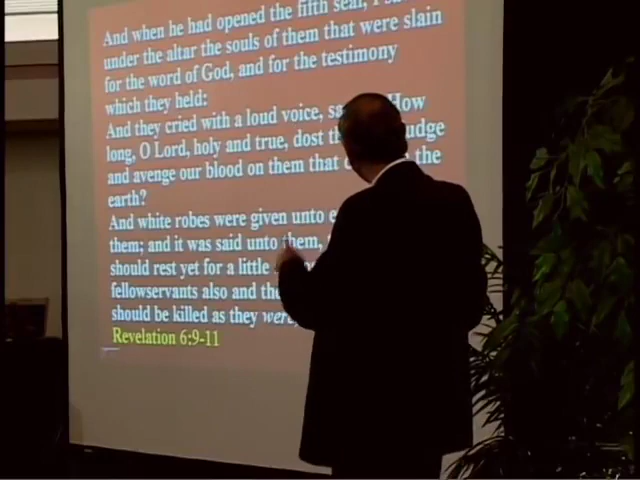 And when he had opened the fifth seal, I
under the altar the souls of them that were slain
for the word of God, and for the testimony
which they held:
And they cried with a loud voice, How
long, O Lord, holy and true, dost udge
and avenge our blood on them that the
earth?
And white robes were given unto
them; and it was said unto them,
should rest yet for a little
fellowservants also and
should be killed as they were,
Revelation 6:9-11